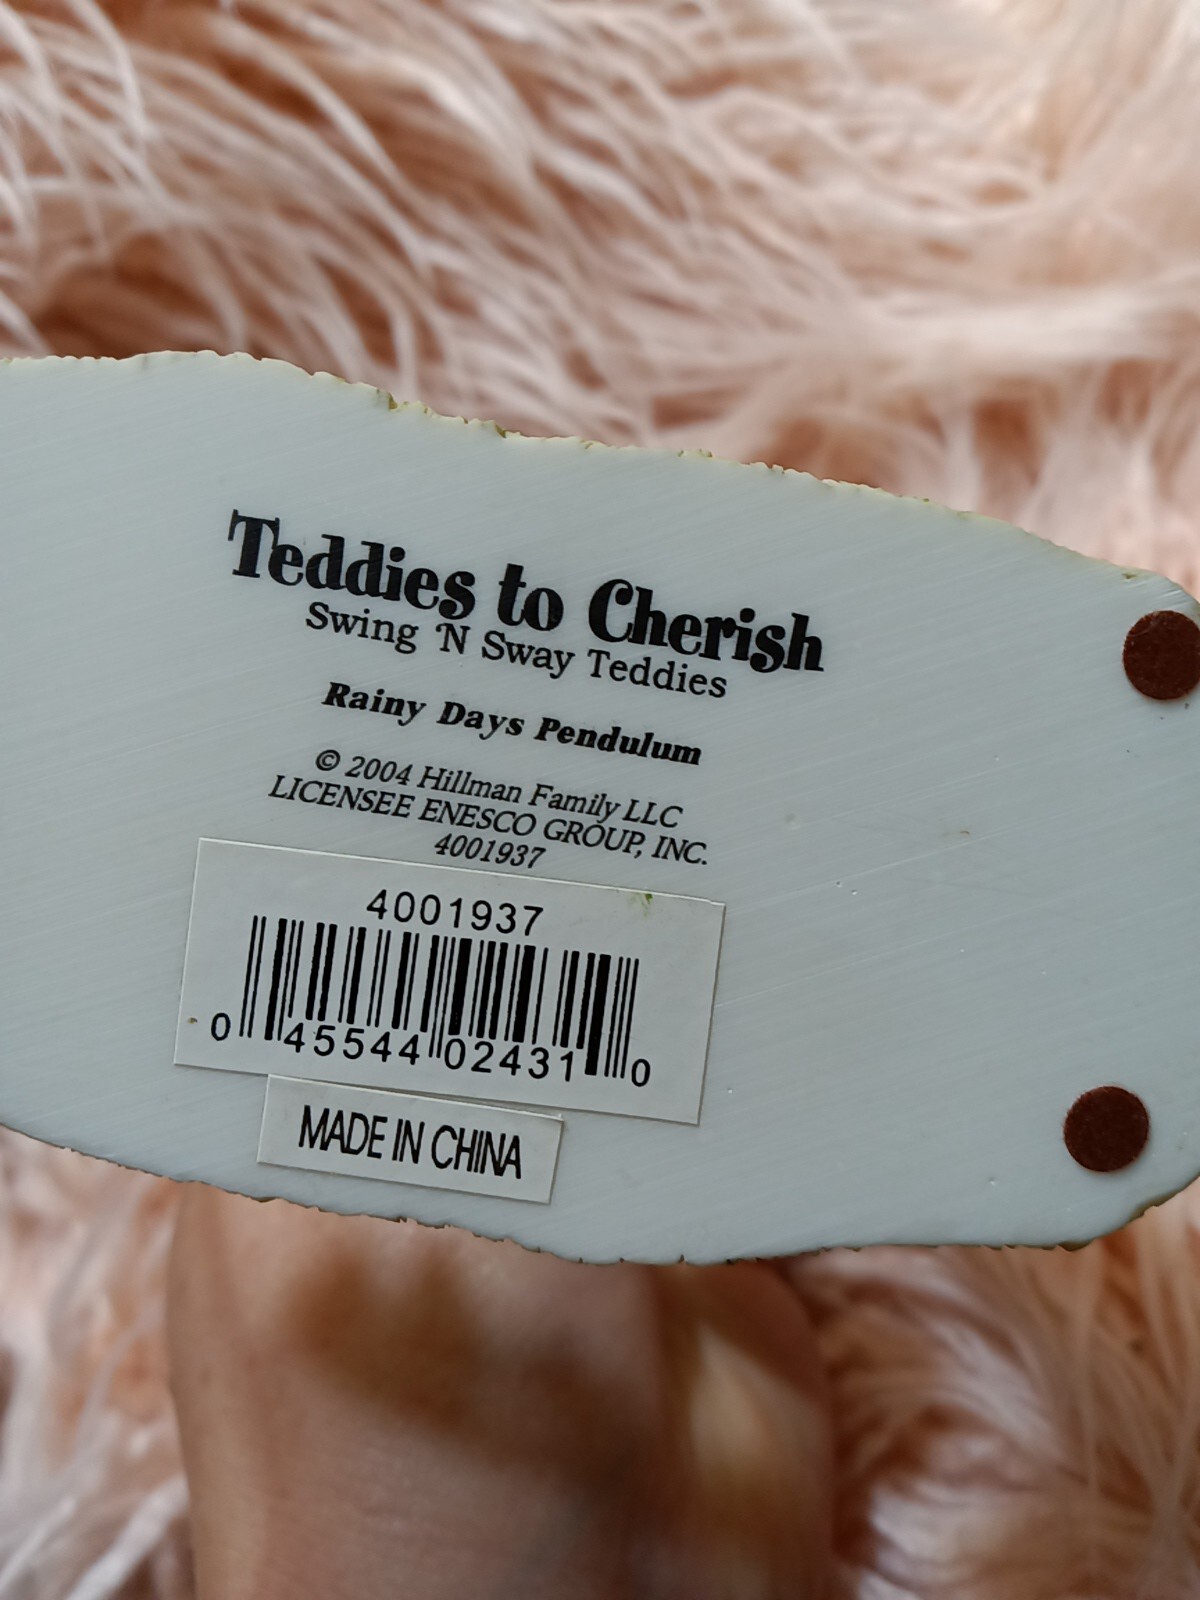 Teddies to Cherish
Swing 'N Sway Teddies
Rainy Days Pendulum
© 2004 Hillman Family LLC
LICENSEE ENESCO GROUP, INC.
4001937
4001937
0 45544 02431 0
MADE IN CHINA